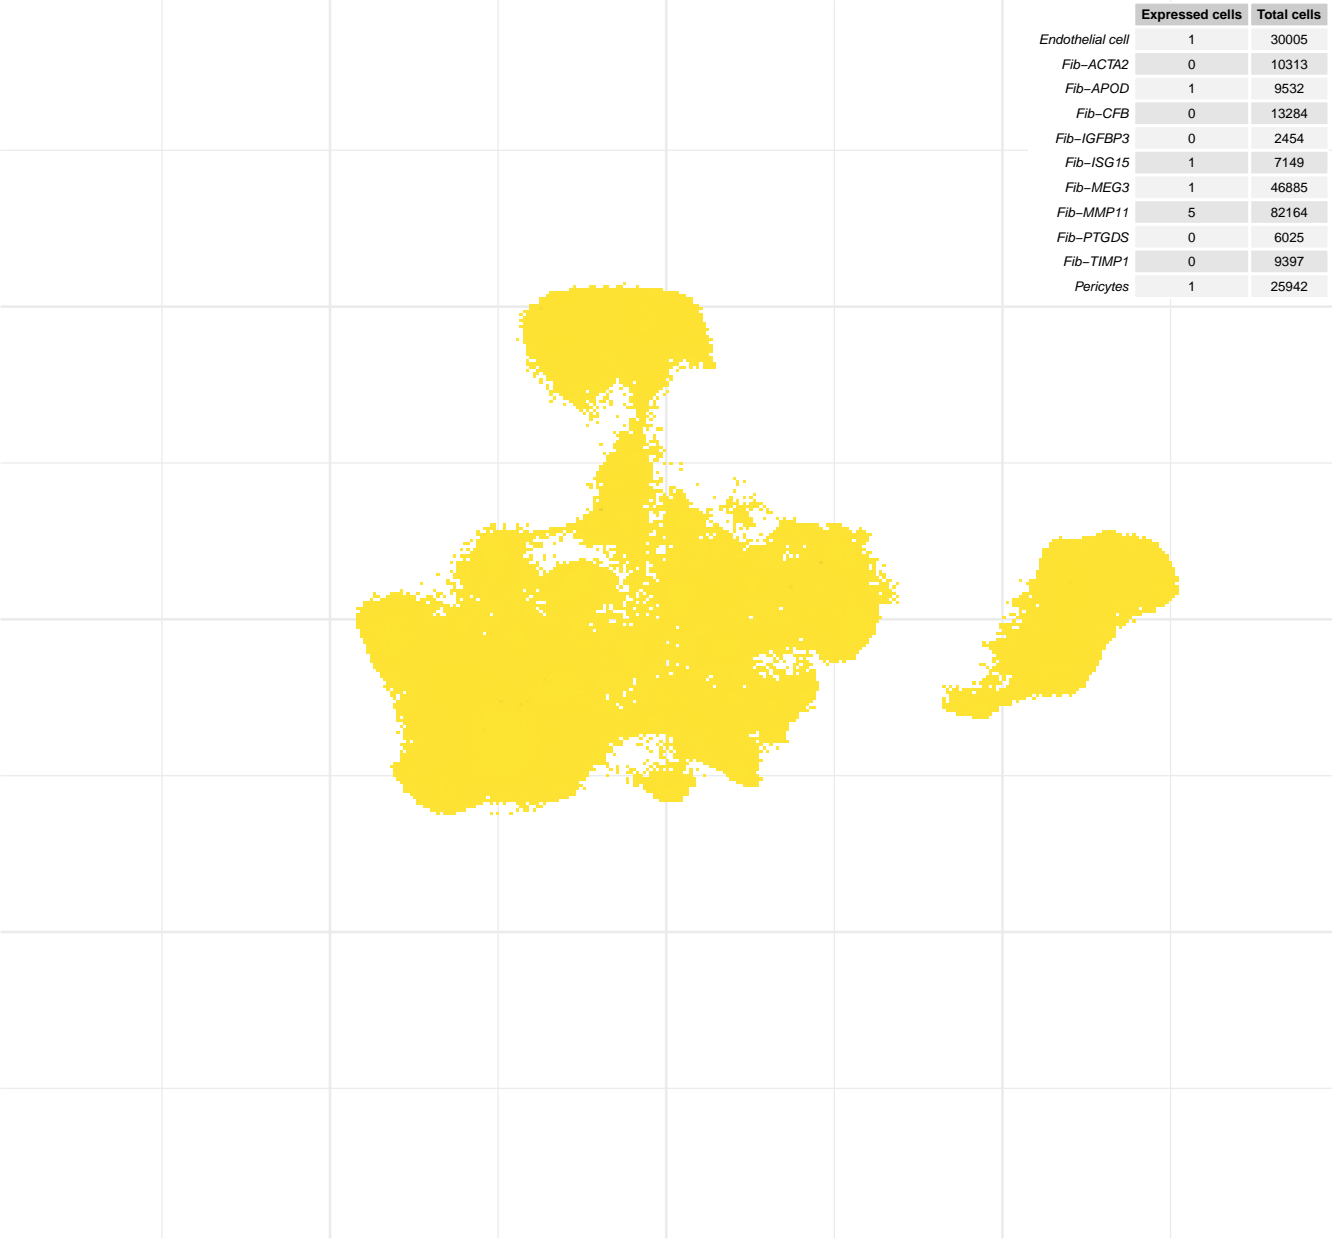 Expressed cells Total cells
Endothelial cell 1 30005
Fib−ACTA2 0 10313
Fib−APOD 1 9532
Fib−CFB 0 13284
Fib−IGFBP3 0 2454
Fib−ISG15 1 7149
Fib−MEG3 1 46885
Fib−MMP11 5 82164
Fib−PTGDS 0 6025
Fib−TIMP1 0 9397
Pericytes 1 25942